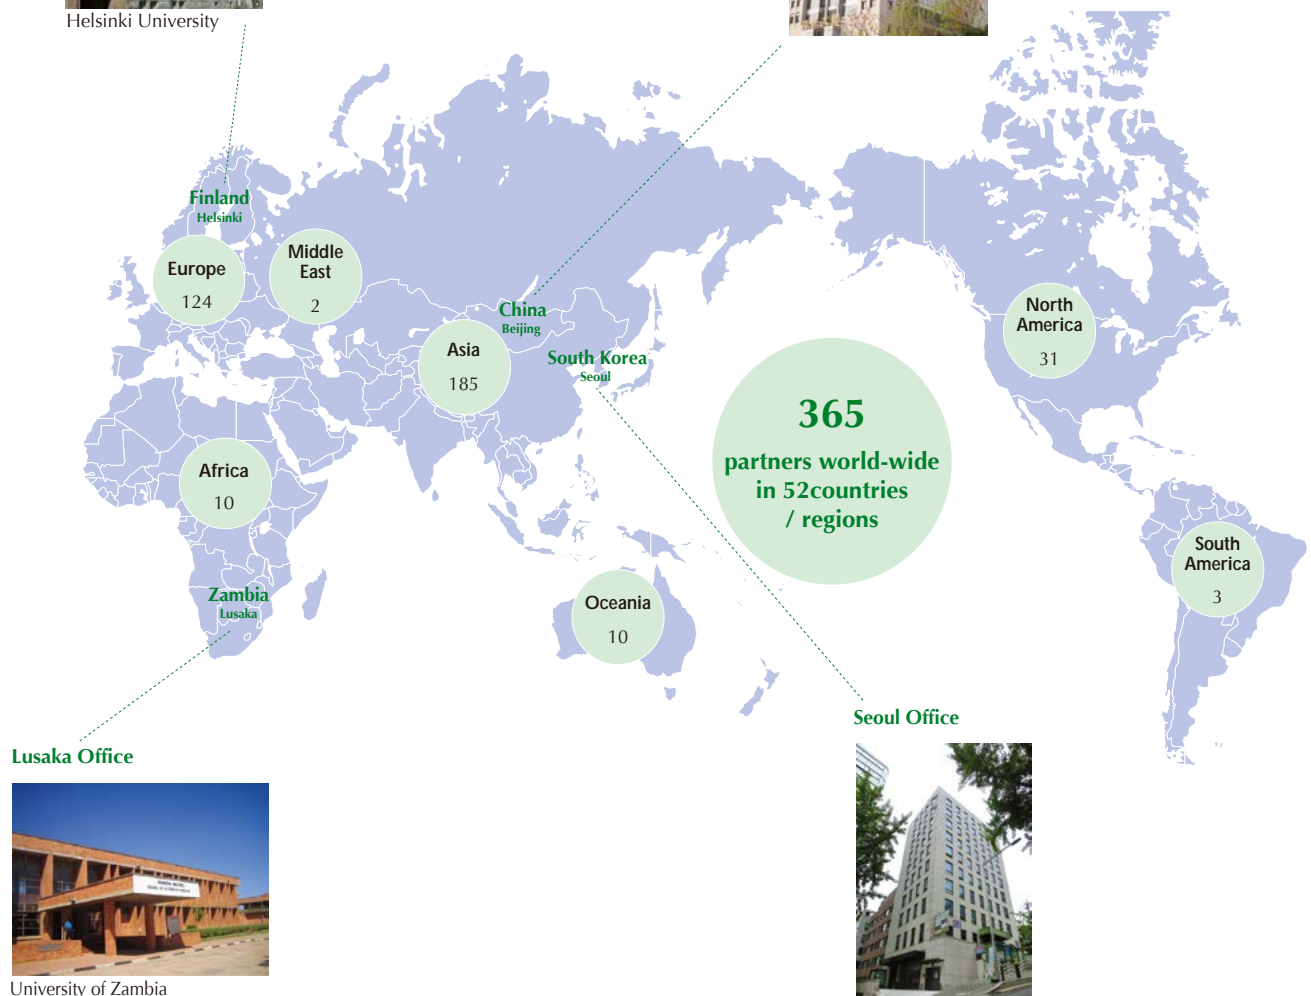 Helsinki University
Finland
Helsinki
Europe
124
Middle
East
2
China
Beijing
Asia
185
South Korea
Seoul
North
America
31
365
partners world-wide
in 52countries
/ regions
Africa
10
South
America
3
Zambia
Lusaka
Oceania
10
Seoul Office
Lusaka Office
University of Zambia